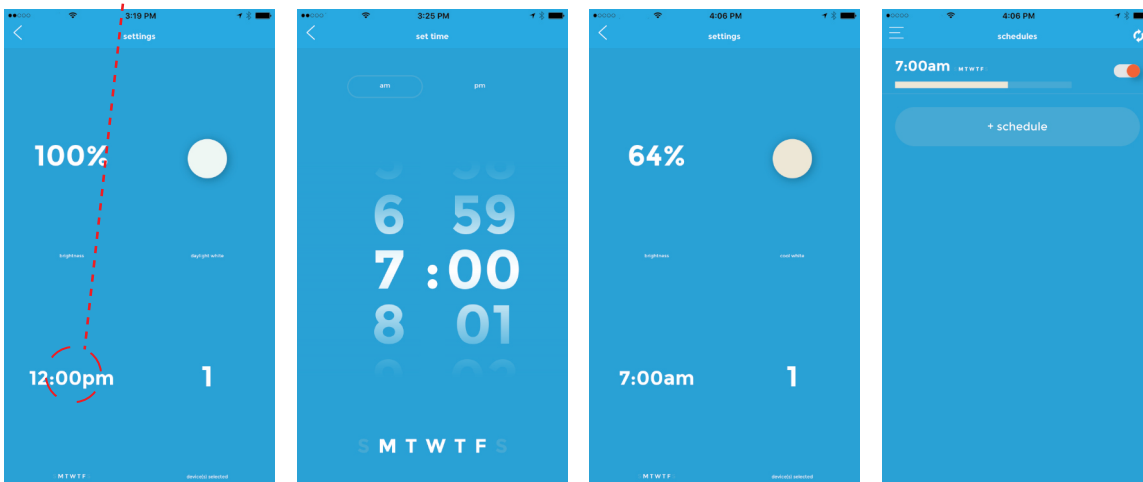 3:19 PM
settings
100%
brightness
daylight white
12:00pm
1
MTWTF
device(s) selected
3:25 PM
set time
am
pm
6 59
7 :00
8 01
S M T W T F S
4:06 PM
settings
64%
brightness
cool white
7:00am
1
MTWTF
device(s) selected
4:06 PM
schedules
7:00am MTWTF
+ schedule